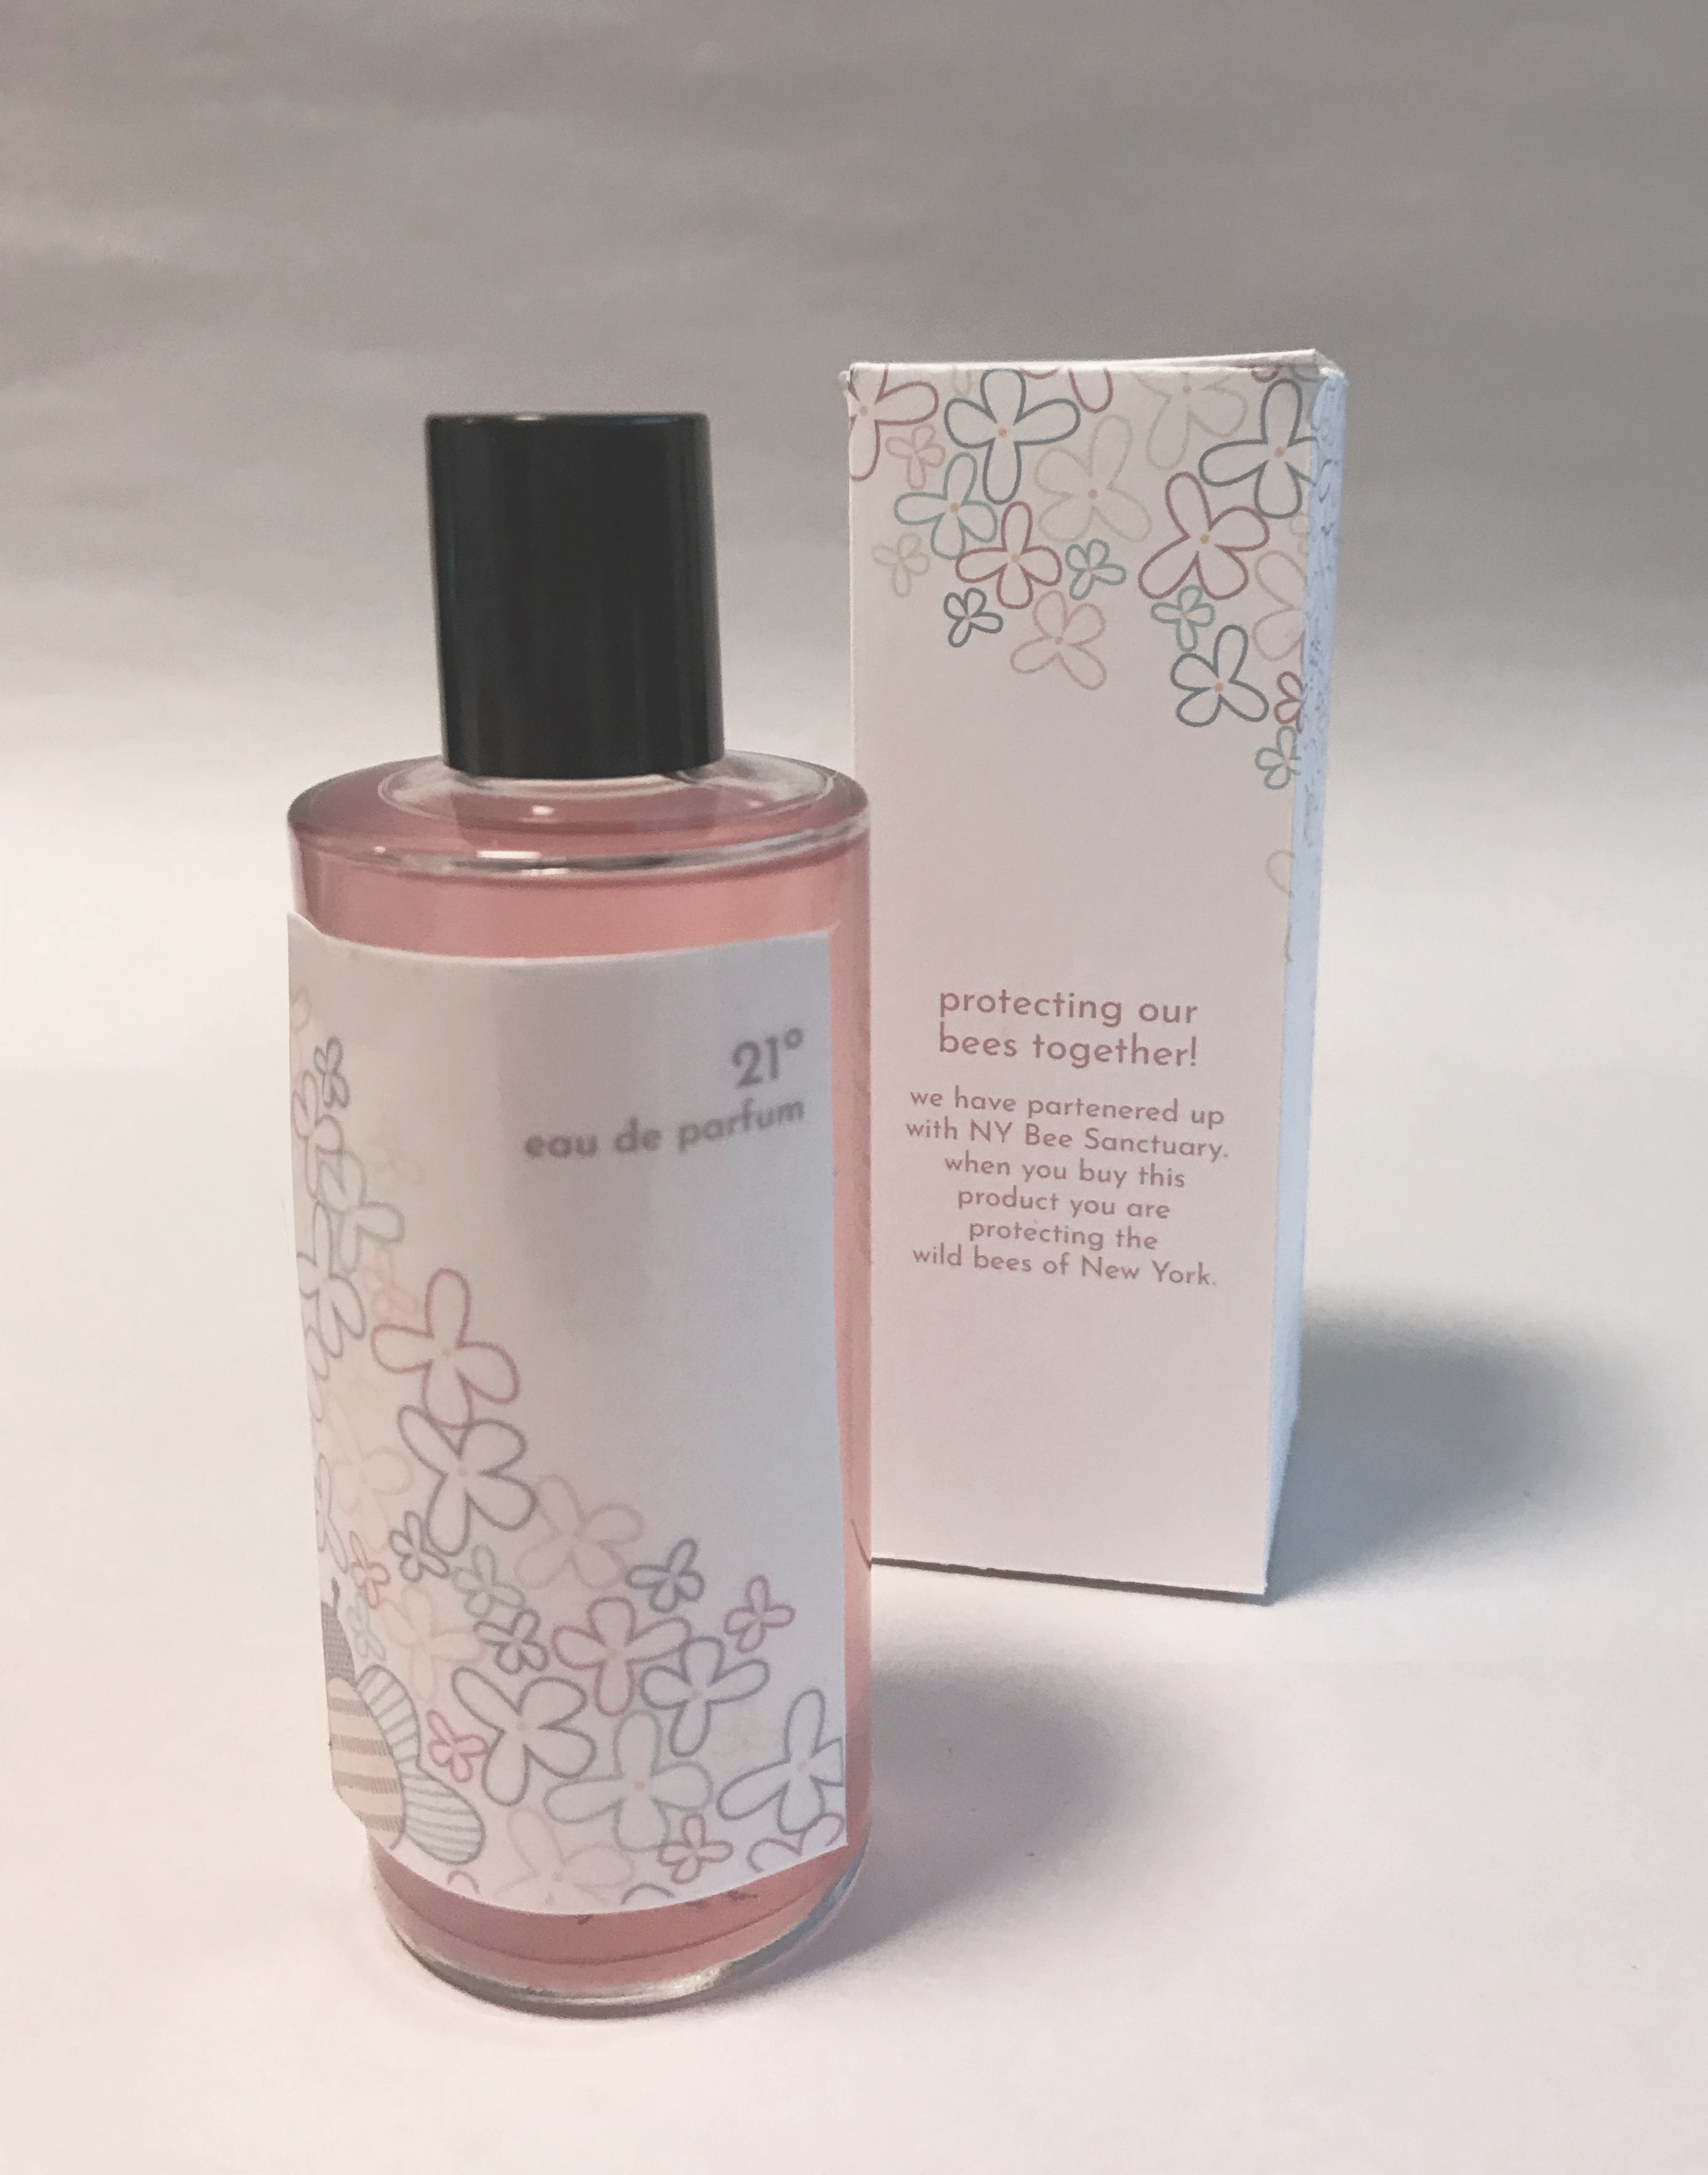 21°
eau de parfum
protecting our
bees together!
we have partenered up
with NY Bee Sanctuary.
when you buy this
product you are
protecting the
wild bees of New York.